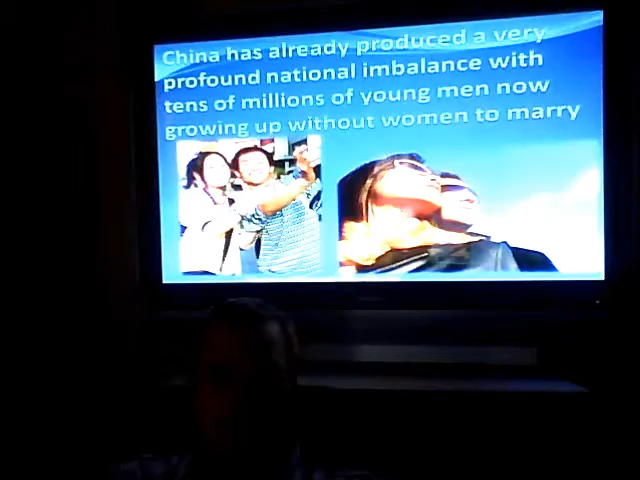 China has already produced a very
profound national imbalance with
tens of millions of young men now
growing up without women to marry